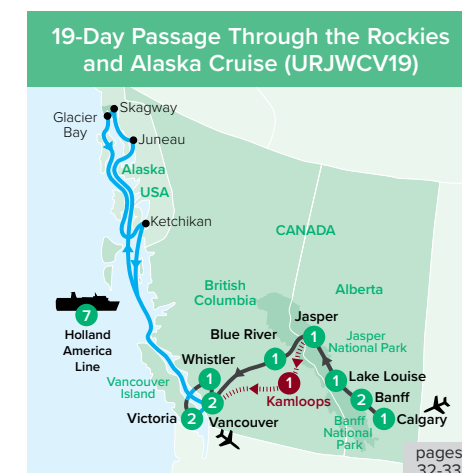 19-Day Passage Through the Rockies
and Alaska Cruise (URJWCV19)
Skagway
Glacier
Bay
Juneau
Alaska
USA
Ketchikan
CANADA
British
Columbia
Alberta
7
Holland
America
Line
Jasper
1
Jasper
National Park
Blue River
1
Whistler
1
Lake Louise
1
1
Kamloops
Banff
2
Vancouver
Island
2
Victoria
2
Vancouver
1
Calgary
Banff
National
Park
pages
32-33